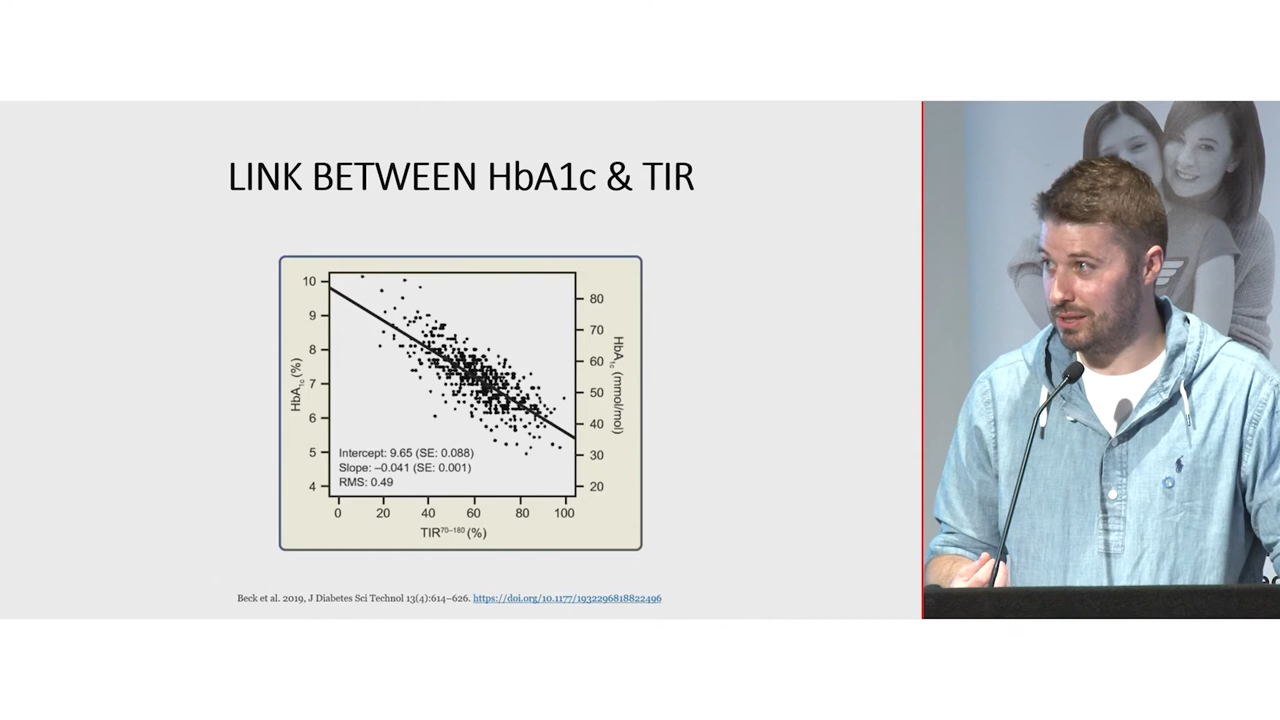 LINK BETWEEN HbA1c & TIR
10
9
8
7
6
5
4
HbA1c (%)
80
70
60
50
40
30
20
HbA1c (mmol/mol)
Intercept: 9.65 (SE: 0.088)
Slope: –0.041 (SE: 0.001)
RMS: 0.49
0 20 40 60 80 100
TIR70–180 (%)
Beck et al. 2019, J Diabetes Sci Technol 13(4):614–626. https://doi.org/10.1177/1932296818822496